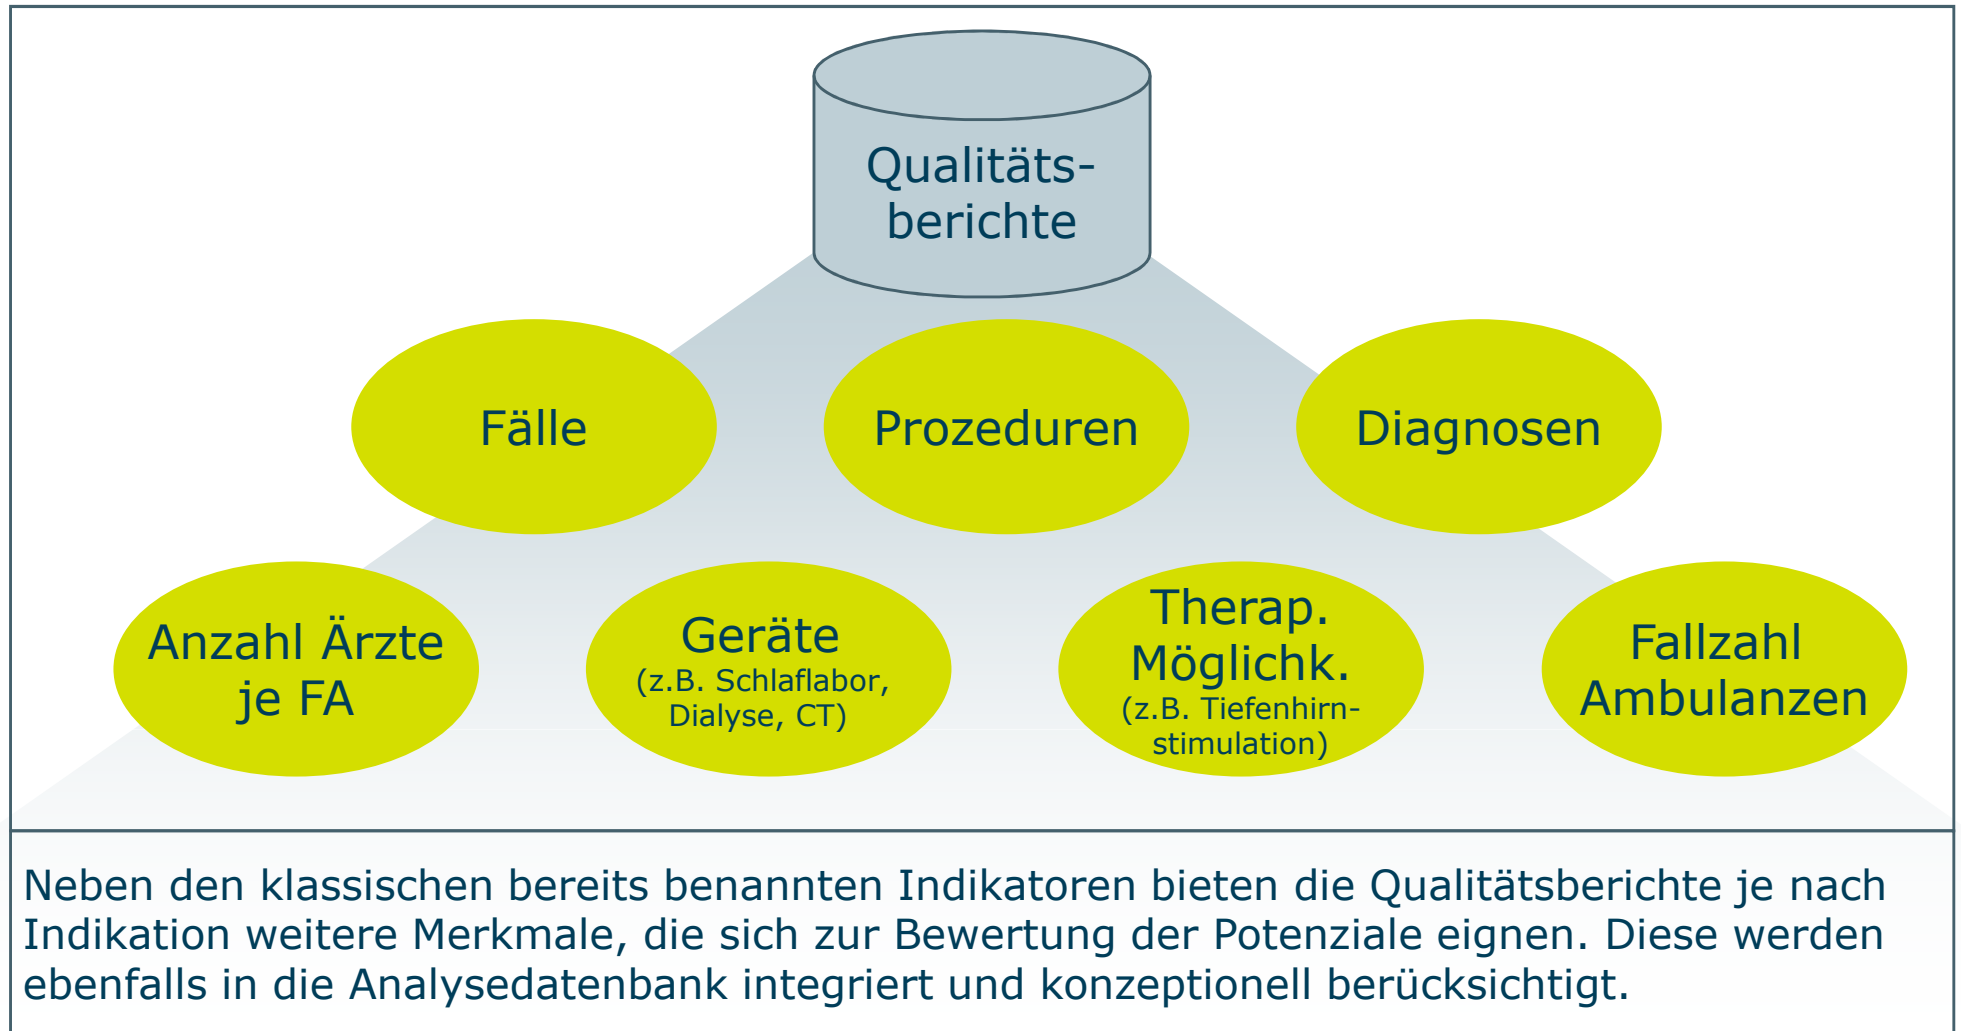 Qualitäts-
berichte
Fälle
Prozeduren
Diagnosen
Anzahl Ärzte
je FA
Geräte
(z.B. Schlaflabor,
Dialyse, CT)
Therap.
Möglichk.
(z.B. Tiefenhirn-
stimulation)
Fallzahl
Ambulanzen
Neben den klassischen bereits benannten Indikatoren bieten die Qualitätsberichte je nach
Indikation weitere Merkmale, die sich zur Bewertung der Potenziale eignen. Diese werden
ebenfalls in die Analysedatenbank integriert und konzeptionell berücksichtigt.